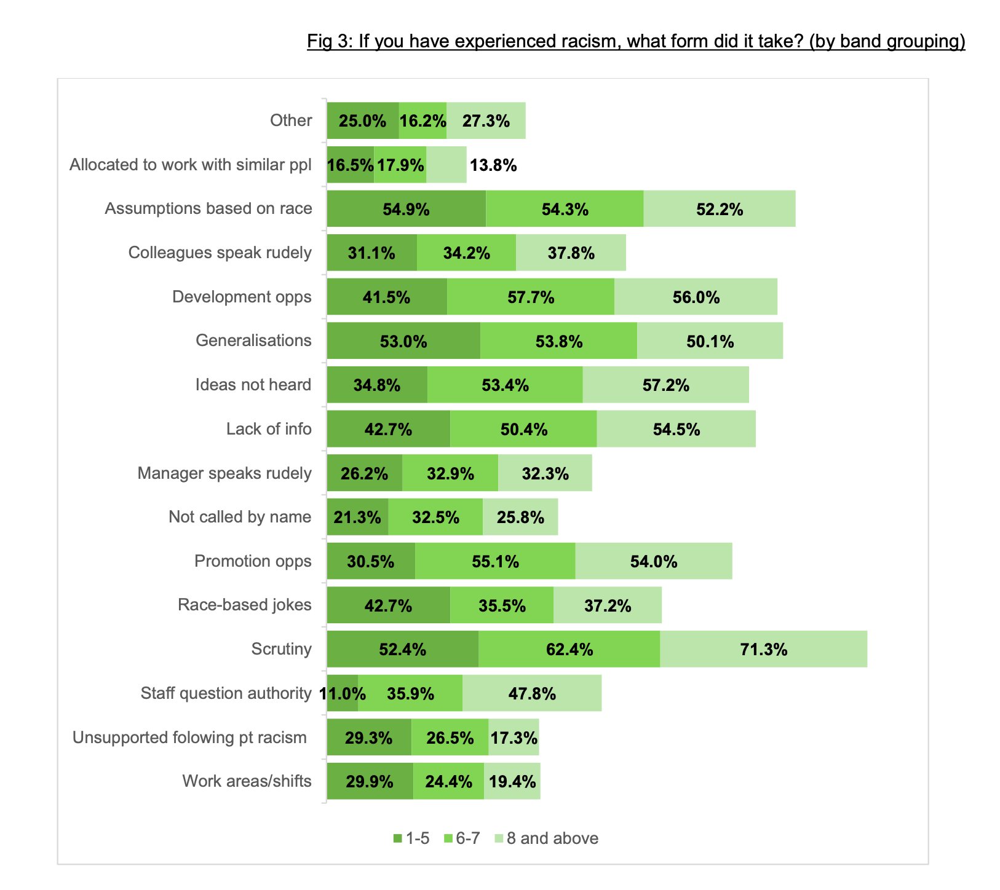 Fig 3: If you have experienced racism, what form did it take? (by band grouping)
Other 25.0% 16.2% 27.3%
Allocated to work with similar ppl 16.5% 17.9% 13.8%
Assumptions based on race 54.9% 54.3% 52.2%
Colleagues speak rudely 31.1% 34.2% 37.8%
Development opps 41.5% 57.7% 56.0%
Generalisations 53.0% 53.8% 50.1%
Ideas not heard 34.8% 53.4% 57.2%
Lack of info 42.7% 50.4% 54.5%
Manager speaks rudely 26.2% 32.9% 32.3%
Not called by name 21.3% 32.5% 25.8%
Promotion opps 30.5% 55.1% 54.0%
Race-based jokes 42.7% 35.5% 37.2%
Scrutiny 52.4% 62.4% 71.3%
Staff question authority 11.0% 35.9% 47.8%
Unsupported folowing pt racism 29.3% 26.5% 17.3%
Work areas/shifts 29.9% 24.4% 19.4%
1-5 6-7 8 and above